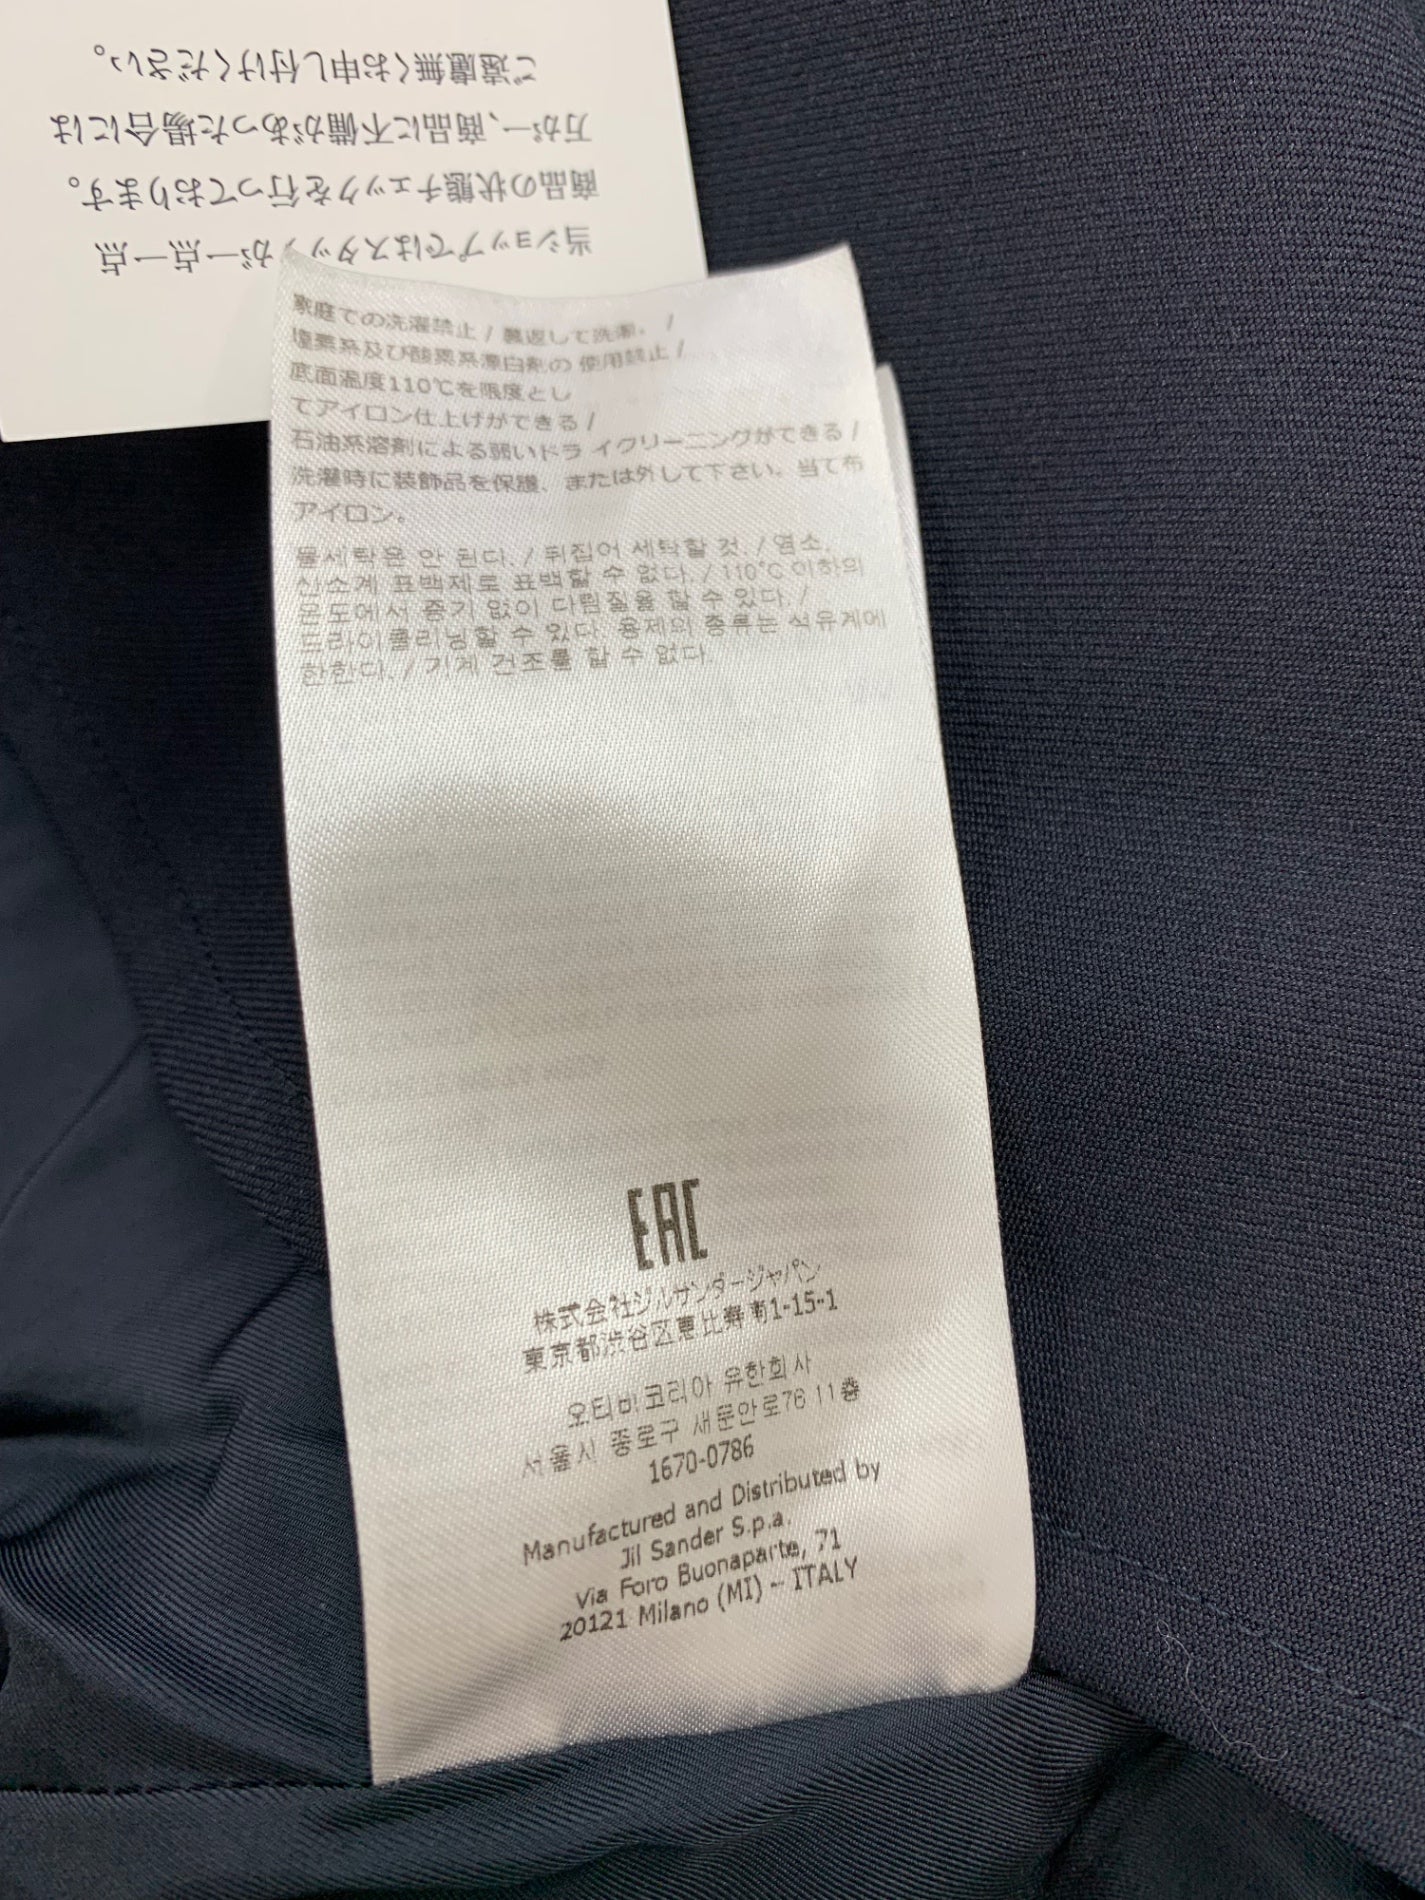 当ショップではスタッフが一点一点
商品の状態チェックを行っております。
万が一、商品に不備があった場合には
ご遠慮無くお申し付けください。
家庭での洗濯禁止 / 裏返して洗濯。 /
塩素系及び酸素系漂白剤の 使用禁止 /
底面温度110℃を限度とし
てアイロン仕上げができる /
石油系溶剤による弱いドラ イクリーニングができる /
洗濯時に装飾品を保護、または外して下さい。当て布
アイロン。
물세탁은 안 된다. / 뒤집어 세탁할 것. / 염소,
산소계 표백제로 표백할 수 없다. / 110℃ 이하의
온도에서 증기 없이 다림질을 할 수 있다. /
드라이클리닝할 수 있다. 용제의 종류는 석유계에
한한다. / 기계 건조를 할 수 없다.
EAC
株式会社ジルサンダージャパン
東京都渋谷区恵比寿南1-15-1
오티비코리아 유한회사
서울시 종로구 새문안로76 11층
1670-0786
Manufactured and Distributed by
Jil Sander S.p.a.
Via Foro Buonaparte, 71
20121 Milano (MI) - ITALY